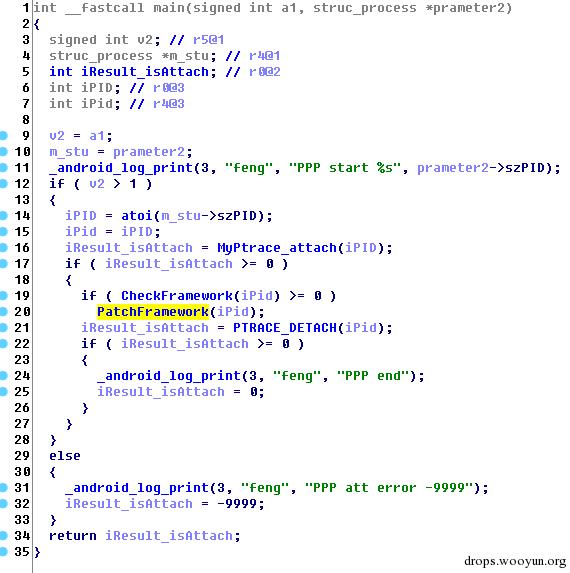 1 int __fastcall main(signed int a1, struc_process *prameter2)
2 {
3   signed int v2; // r5@1
4   struc_process *m_stu; // r4@1
5   int iResult_isAttach; // r0@2
6   int iPID; // r0@3
7   int iPid; // r4@3
8
9   v2 = a1;
10   m_stu = prameter2;
11   _android_log_print(3, "feng", "PPP start %s", prameter2->szPID);
12   if ( v2 > 1 )
13   {
14     iPID = atoi(m_stu->szPID);
15     iPid = iPID;
16     iResult_isAttach = MyPtrace_attach(iPID);
17     if ( iResult_isAttach >= 0 )
18     {
19       if ( CheckFramework(iPid) >= 0 )
20         PatchFramework(iPid);
21       iResult_isAttach = PTRACE_DETACH(iPid);
22       if ( iResult_isAttach >= 0 )
23       {
24         _android_log_print(3, "feng", "PPP end");
25         iResult_isAttach = 0;
26       }
27     }
28   }
29   else
30   {
31     _android_log_print(3, "feng", "PPP att error -9999");
32     iResult_isAttach = -9999;
33   }
34   return iResult_isAttach;
35 }
drops.wooyun.org